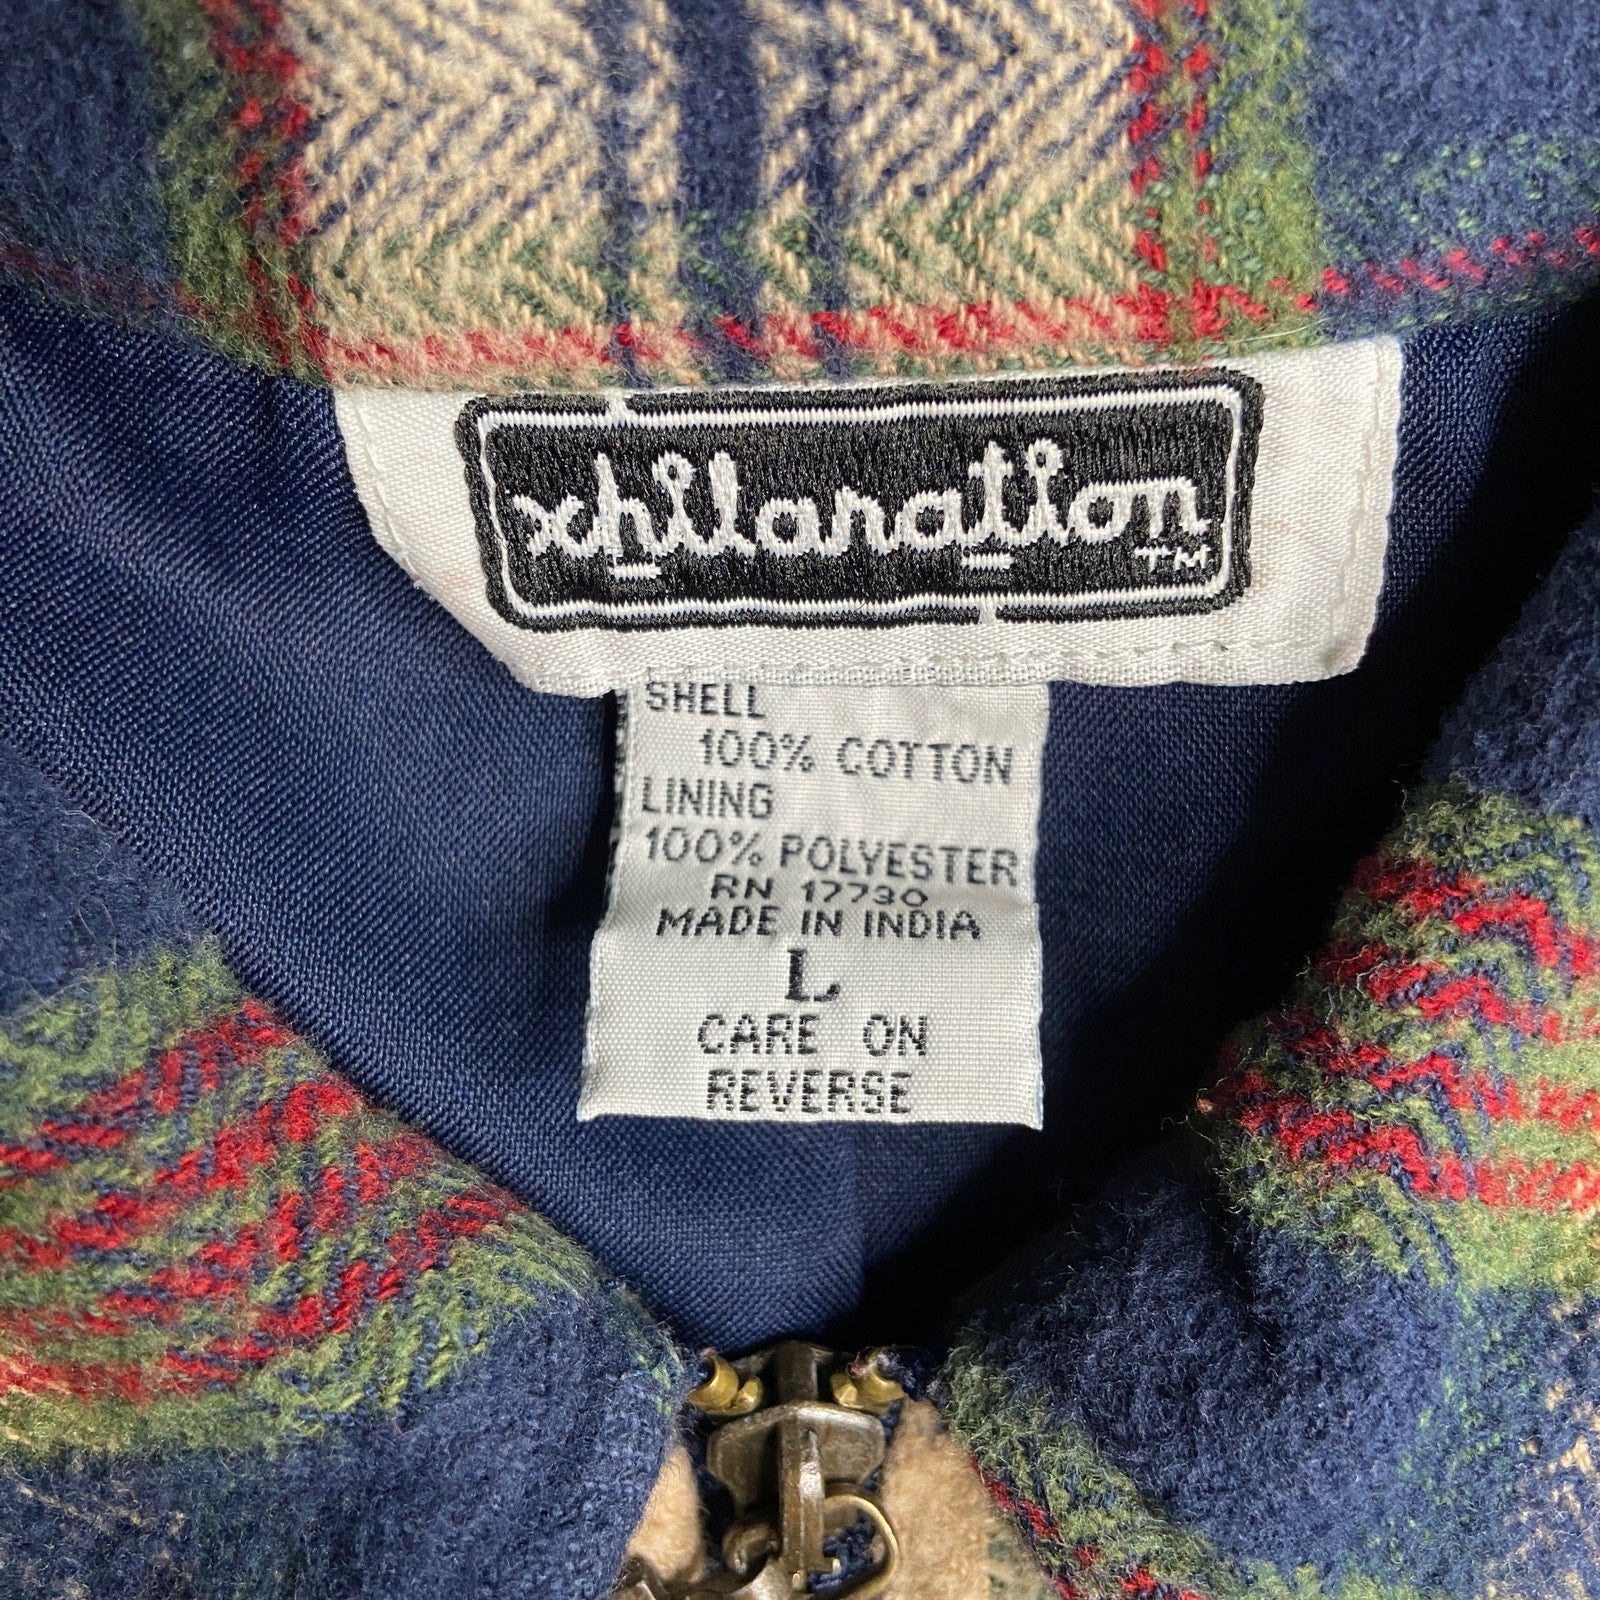 xhilaration
TM
SHELL
100% COTTON
LINING
100% POLYESTER
RN 17730
MADE IN INDIA
L
CARE ON
REVERSE